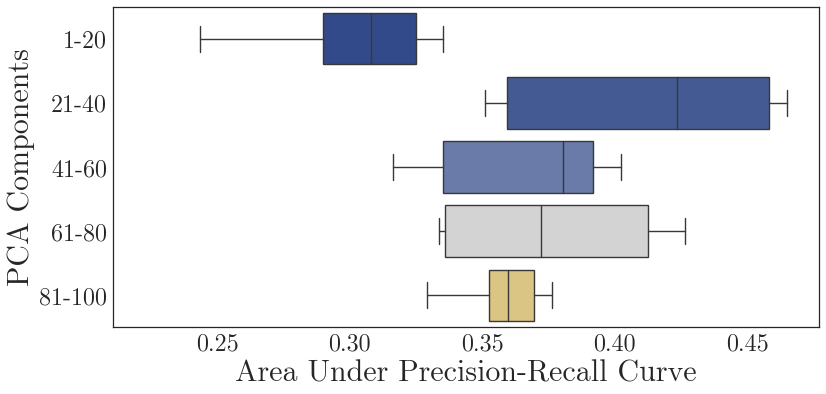 PCA Components
1-20
21-40
41-60
61-80
81-100
0.25 0.30 0.35 0.40 0.45
Area Under Precision-Recall Curve